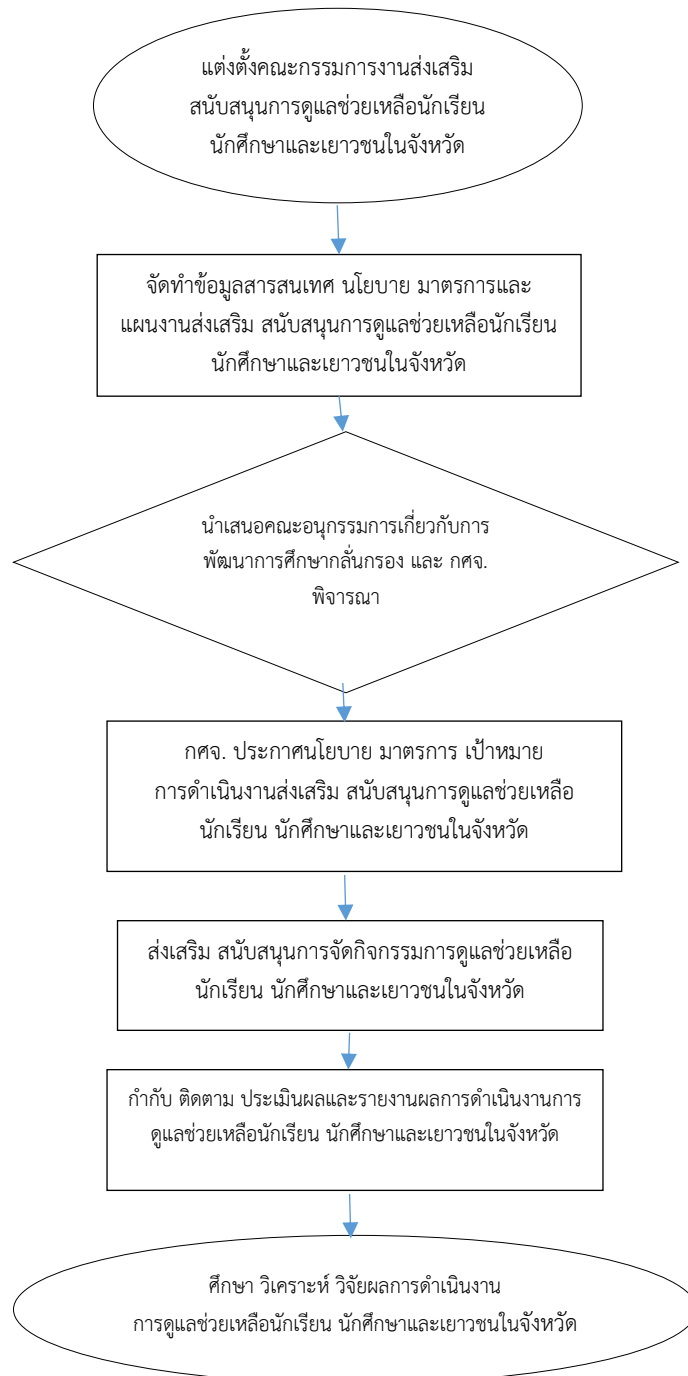 แต่งตั้งคณะกรรมการงานส่งเสริม
สนับสนุนการดูแลช่วยเหลือนักเรียน
นักศึกษาและเยาวชนในจังหวัด
จัดทำข้อมูลสารสนเทศ นโยบาย มาตรการและ
แผนงานส่งเสริม สนับสนุนการดูแลช่วยเหลือนักเรียน
นักศึกษาและเยาวชนในจังหวัด
นำเสนอคณะอนุกรรมการเกี่ยวกับการ
พัฒนาการศึกษากลั่นกรอง และ กศจ.
พิจารณา
กศจ. ประกาศนโยบาย มาตรการ เป้าหมาย
การดำเนินงานส่งเสริม สนับสนุนการดูแลช่วยเหลือ
นักเรียน นักศึกษาและเยาวชนในจังหวัด
ส่งเสริม สนับสนุนการจัดกิจกรรมการดูแลช่วยเหลือ
นักเรียน นักศึกษาและเยาวชนในจังหวัด
กำกับ ติดตาม ประเมินผลและรายงานผลการดำเนินงานการ
ดูแลช่วยเหลือนักเรียน นักศึกษาและเยาวชนในจังหวัด
ศึกษา วิเคราะห์ วิจัยผลการดำเนินงาน
การดูแลช่วยเหลือนักเรียน นักศึกษาและเยาวชนในจังหวัด